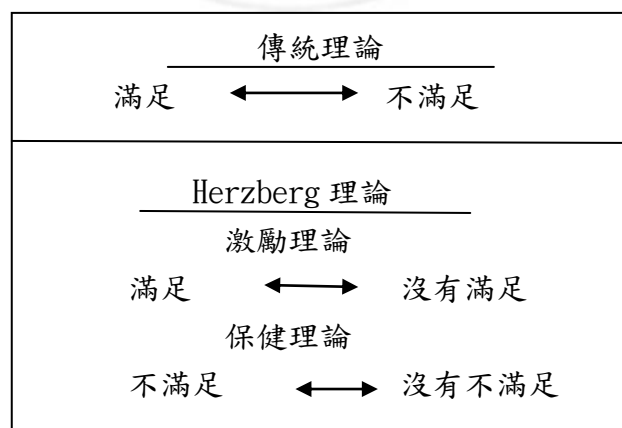 傳統理論
滿足 不滿足
Herzberg 理論
激勵理論
滿足 沒有滿足
保健理論
不滿足 沒有不滿足